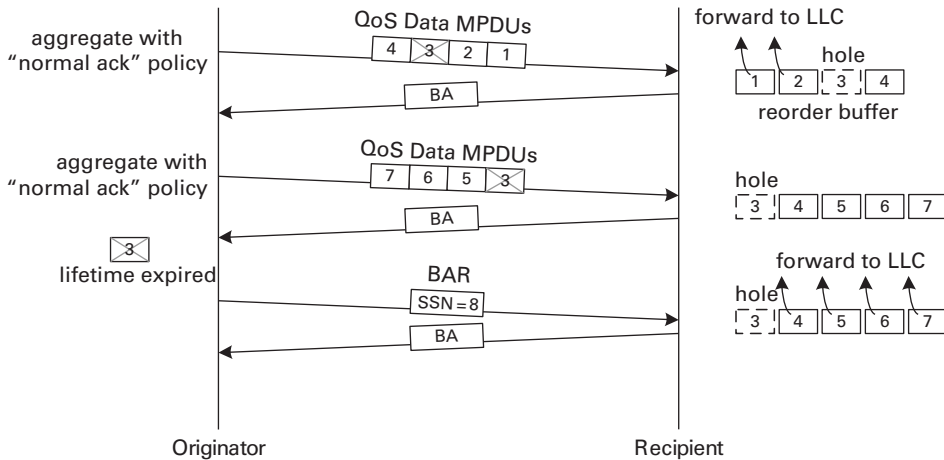 aggregate with
“normal ack” policy
QoS Data MPDUs
4 3 2 1
forward to LLC
hole
1 2 3 4
reorder buffer
BA
aggregate with
“normal ack” policy
QoS Data MPDUs
7 6 5 3
hole
3 4 5 6 7
BA
3
lifetime expired
BAR
SSN = 8
forward to LLC
hole
3 4 5 6 7
BA
Originator
Recipient